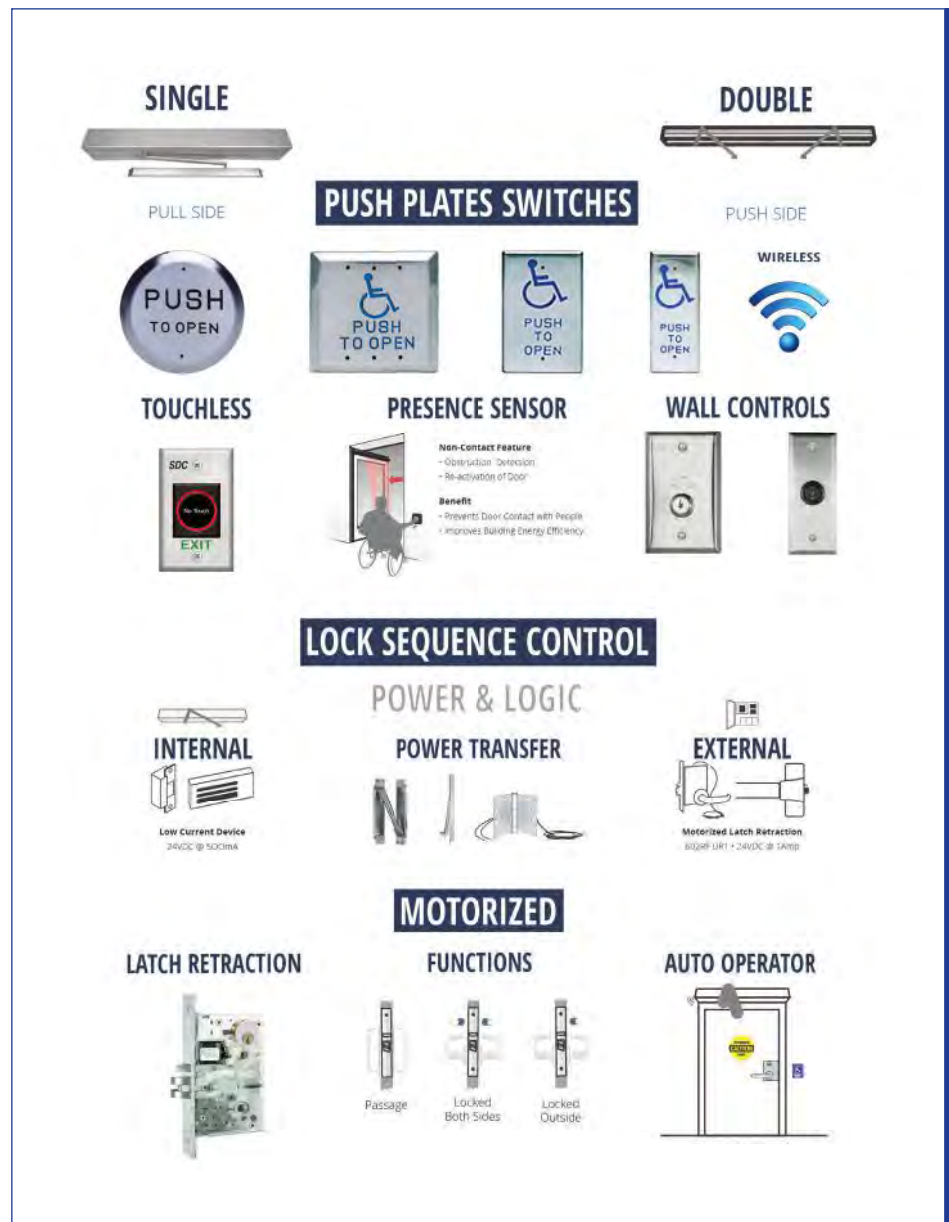 SINGLE
DOUBLE
PULL SIDE
PUSH PLATES SWITCHES
PUSH SIDE
PUSH
TO OPEN
PUSH
TO OPEN
PUSH
TO
OPEN
PUSH
TO
OPEN
WIRELESS
TOUCHLESS
PRESENCE SENSOR
WALL CONTROLS
SDC
No Touch
EXIT
Non-Contact Feature
• Obstruction Detection
• Re-activation of Door
Benefit
• Prevents Door Contact with People
• Improves Building Energy Efficiency
LOCK SEQUENCE CONTROL
POWER & LOGIC
INTERNAL
POWER TRANSFER
EXTERNAL
Low Current Device
24VDC @
Motorized Latch Retraction
602RF • 24VDC @ 1Amp
MOTORIZED
LATCH RETRACTION
FUNCTIONS
AUTO OPERATOR
Passage
Locked
Both Sides
Locked
Outside
CAUTION